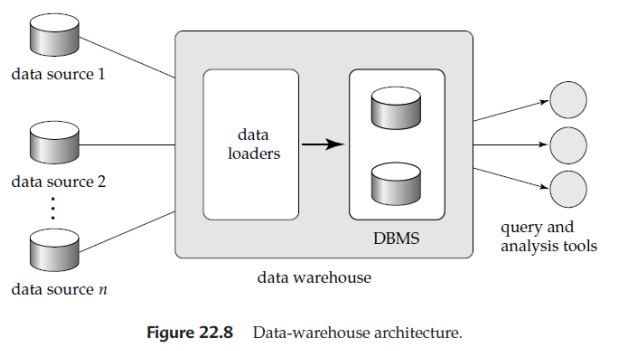 data source 1
data source 2
data source n
data
loaders
DBMS
data warehouse
query and
analysis tools
Figure 22.8 Data-warehouse architecture.